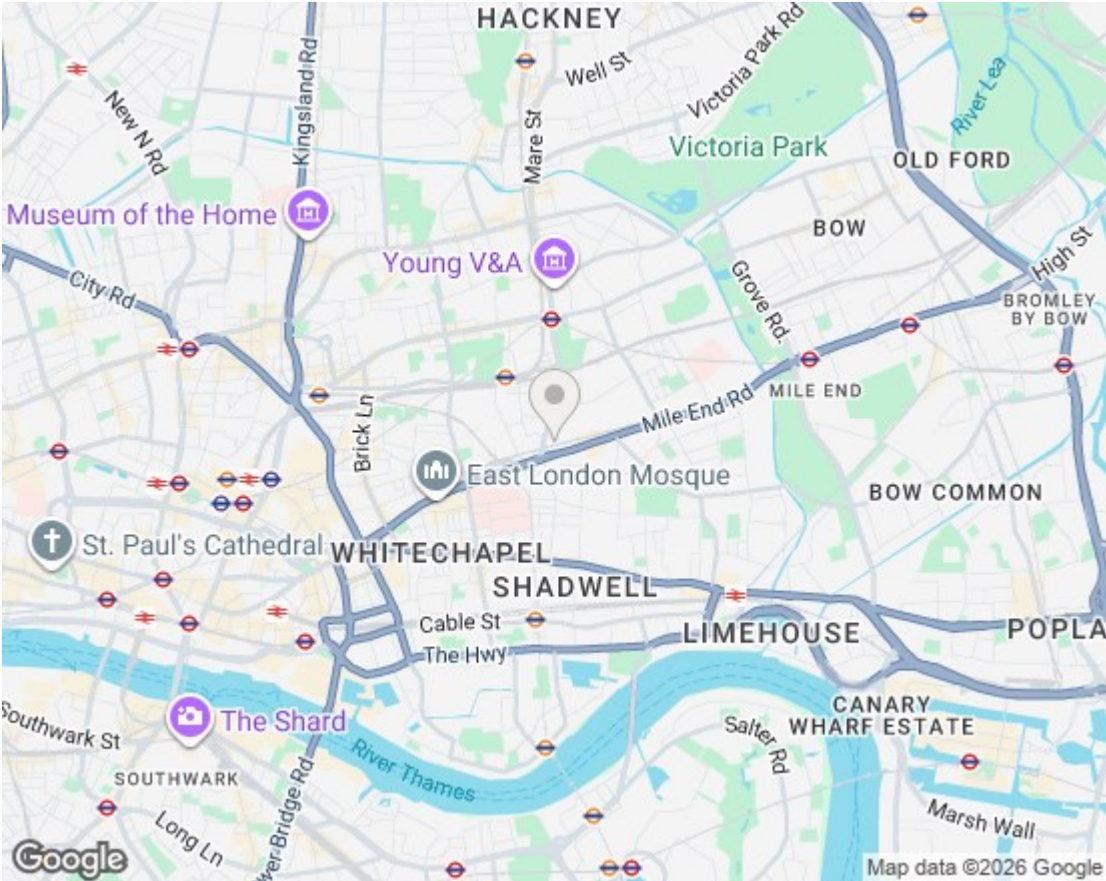 HACKNEY
Well St
Victoria Park Rd
Kingsland Rd
New N Rd
Mare St
River Lea
Victoria Park
OLD FORD
Museum of the Home
BOW
Young V&A
High St
City Rd
Grove Rd.
BROMLEY
BY BOW
MILE END
Mile End Rd
Brick Ln
East London Mosque
BOW COMMON
St. Paul's Cathedral
WHITECHAPEL
SHADWELL
Cable St
LIMEHOUSE
POPLA
The Hwy
CANARY
WHARF ESTATE
The Shard
Southwark St
Salter Rd
River Thames
SOUTHWARK
wer Bridge Rd
Long Ln
Marsh Wall
Google
Map data ©2026 Google